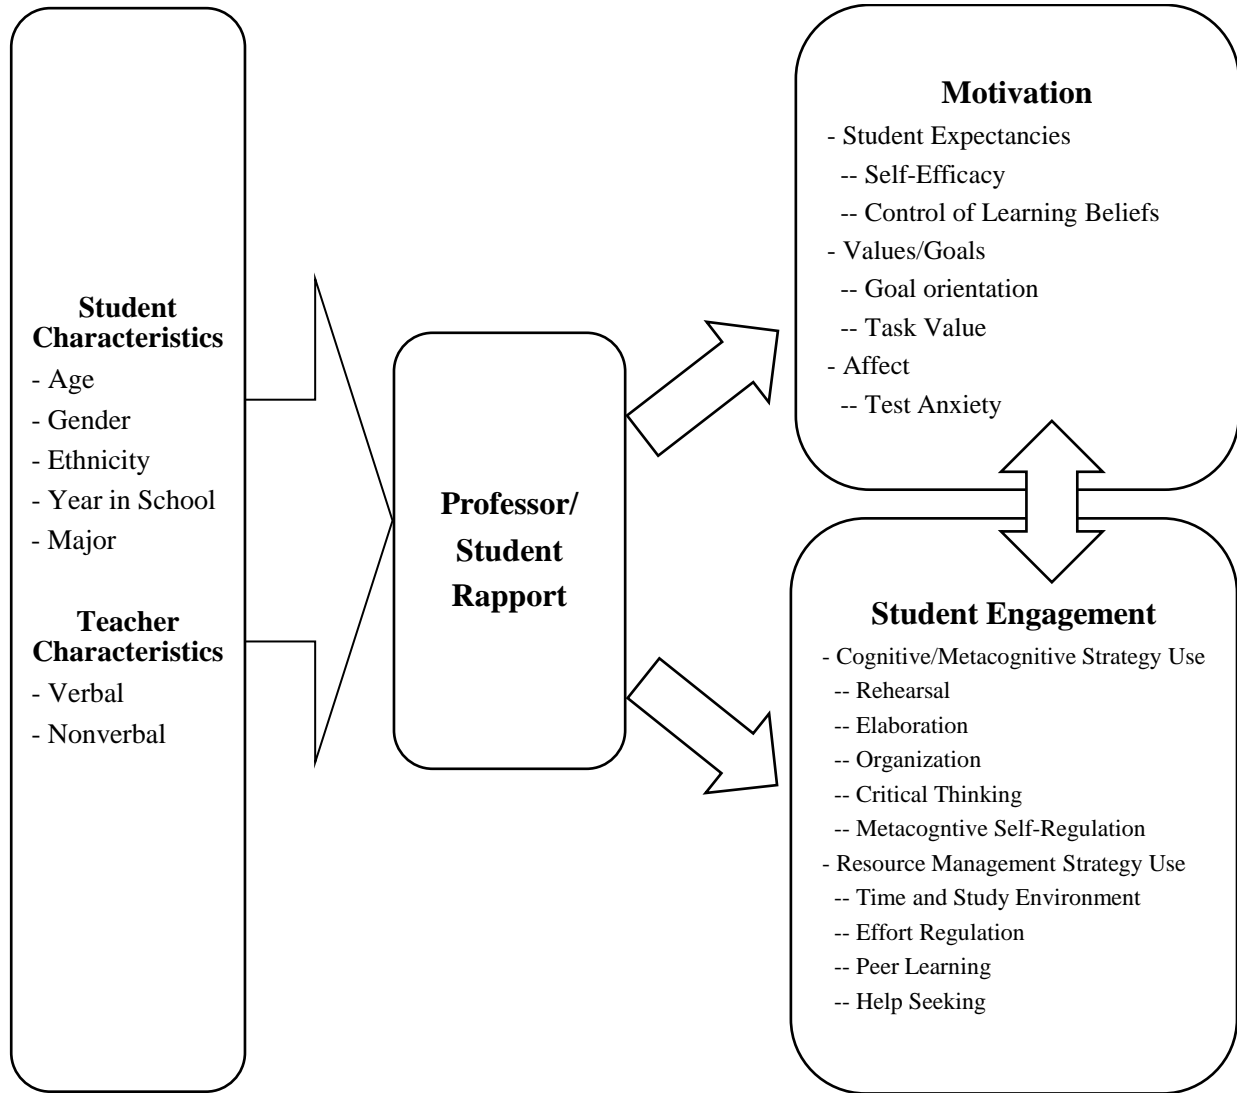 Student
Characteristics
- Age
- Gender
- Ethnicity
- Year in School
- Major
Teacher
Characteristics
- Verbal
- Nonverbal
Professor/
Student
Rapport
Motivation
- Student Expectancies
-- Self-Efficacy
-- Control of Learning Beliefs
- Values/Goals
-- Goal orientation
-- Task Value
- Affect
-- Test Anxiety
Student Engagement
- Cognitive/Metacognitive Strategy Use
-- Rehearsal
-- Elaboration
-- Organization
-- Critical Thinking
-- Metacogntive Self-Regulation
- Resource Management Strategy Use
-- Time and Study Environment
-- Effort Regulation
-- Peer Learning
-- Help Seeking